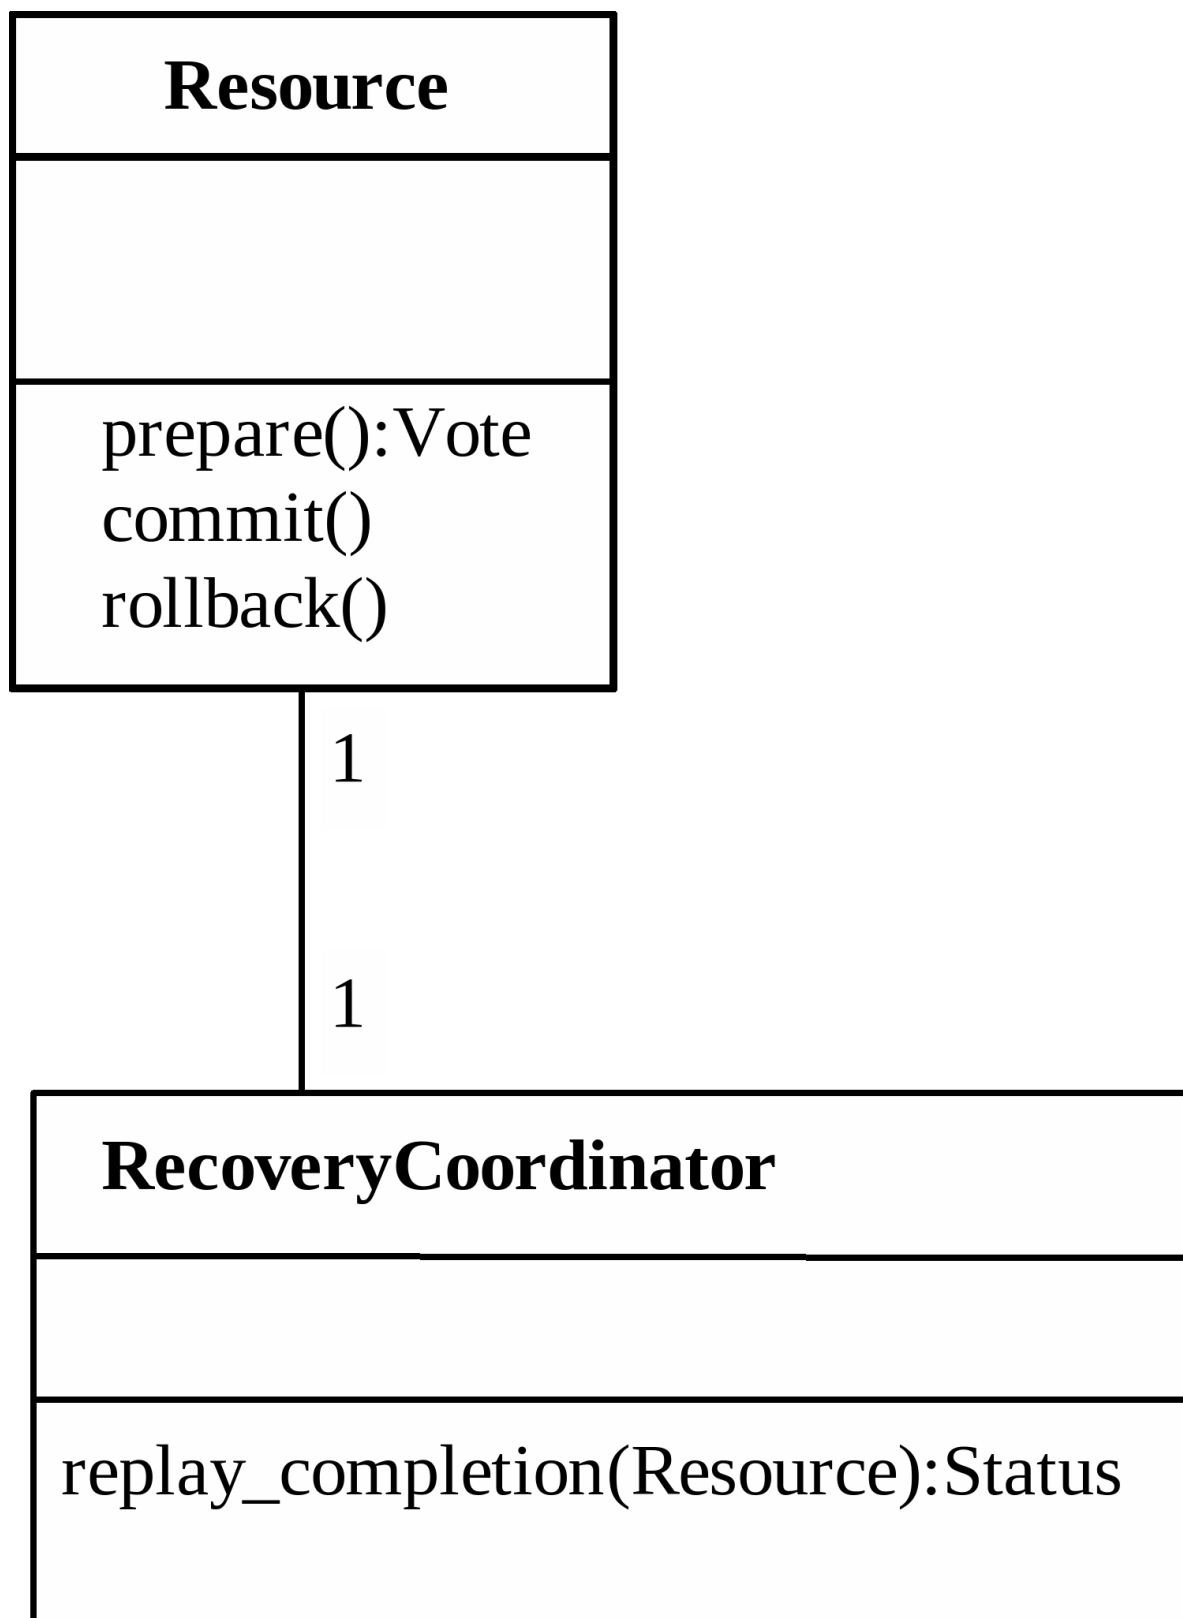 Resource
prepare():Vote
commit()
rollback()
1
1
RecoveryCoordinator
replay_completion(Resource):Status